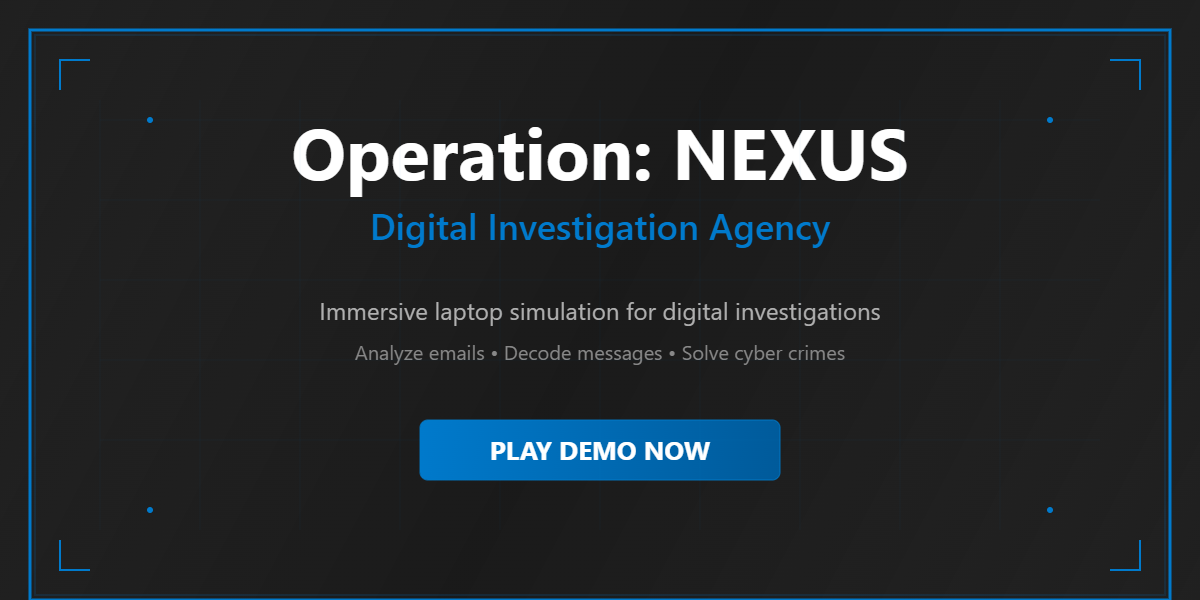 Operation: NEXUS
Digital Investigation Agency
Immersive laptop simulation for digital investigations
Analyze emails • Decode messages • Solve cyber crimes
PLAY DEMO NOW